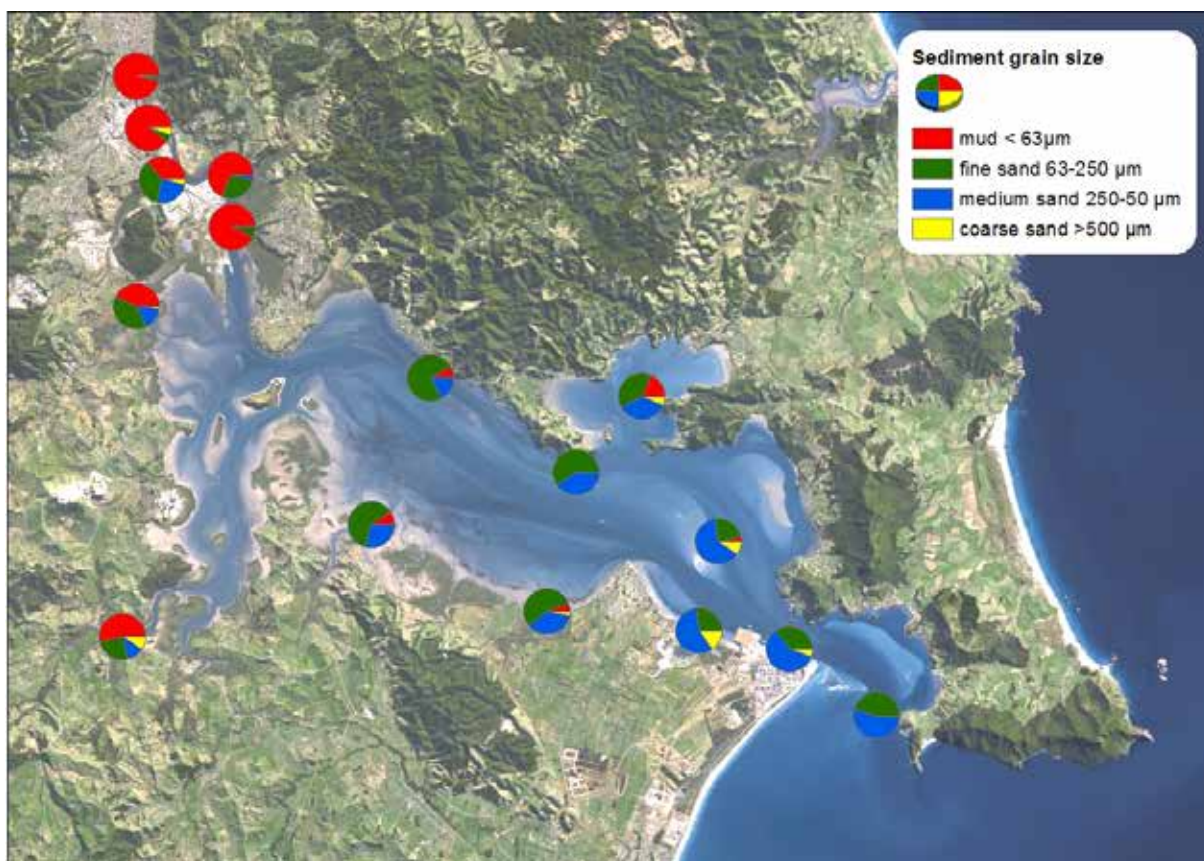 Sediment grain size
mud < 63µm
fine sand 63-250 µm
medium sand 250-50 µm
coarse sand >500 µm